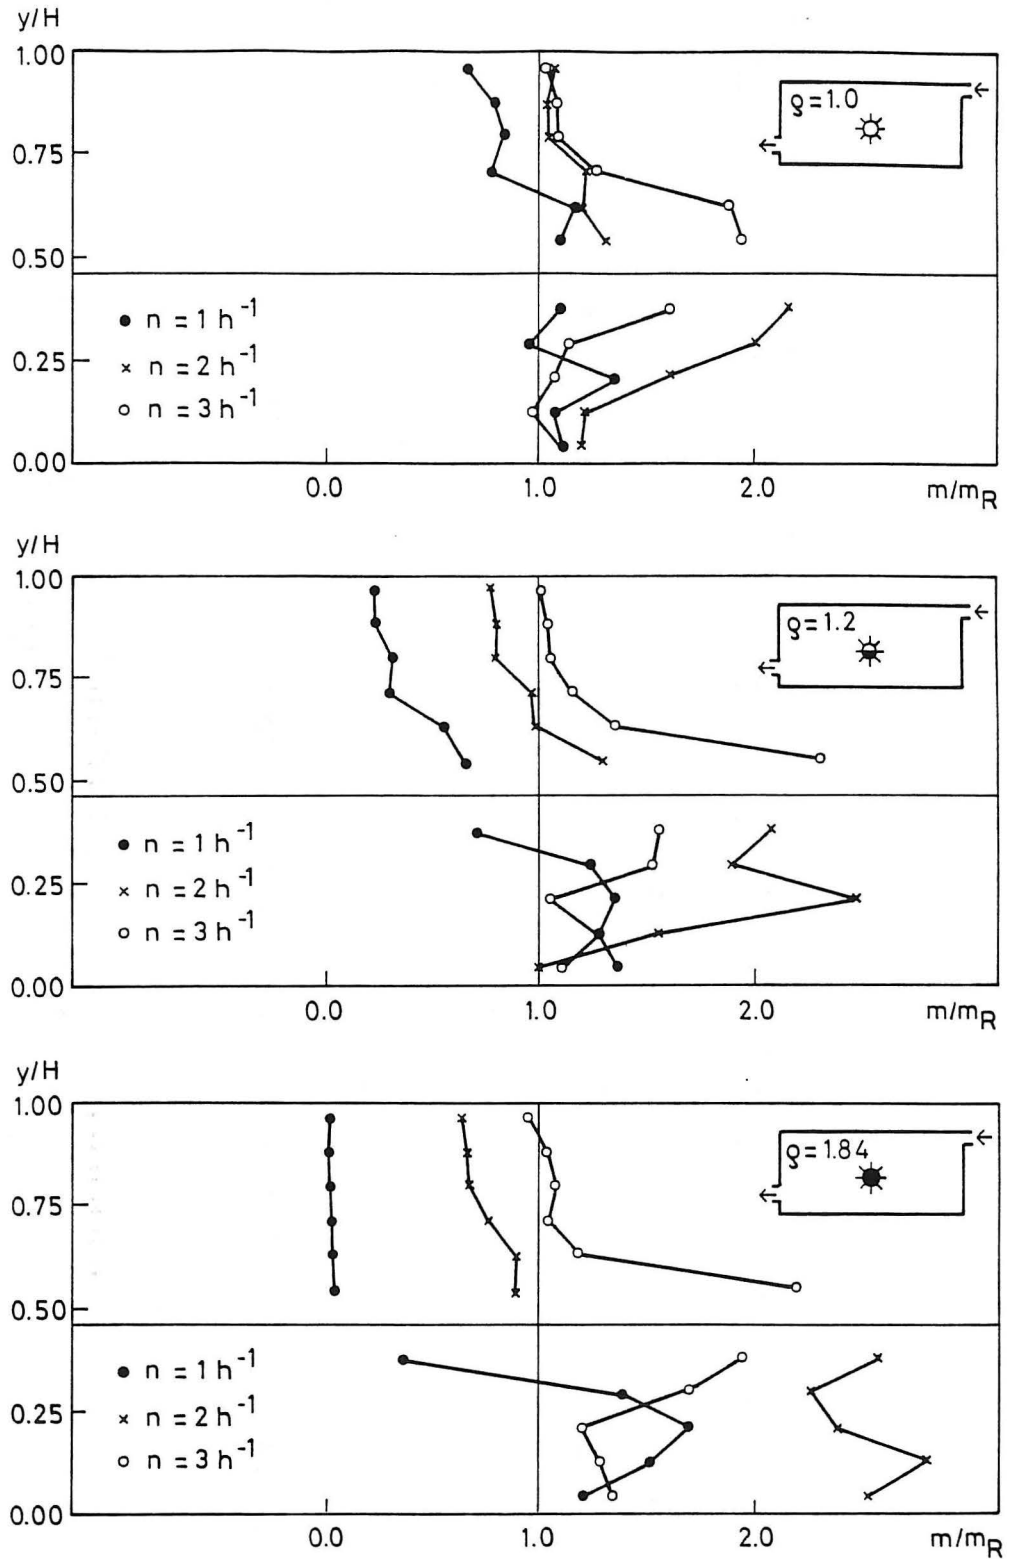 y/H
1.00
ϱ=1.0
0.75
0.50
• n = 1 h⁻¹
0.25
× n = 2 h⁻¹
○ n = 3 h⁻¹
0.00
0.0 1.0 2.0 m/m_R
y/H
1.00
ϱ=1.2
0.75
0.50
• n = 1 h⁻¹
0.25
× n = 2 h⁻¹
○ n = 3 h⁻¹
0.00
0.0 1.0 2.0 m/m_R
y/H
1.00
ϱ=1.84
0.75
0.50
• n = 1 h⁻¹
0.25
× n = 2 h⁻¹
○ n = 3 h⁻¹
0.00
0.0 1.0 2.0 m/m_R